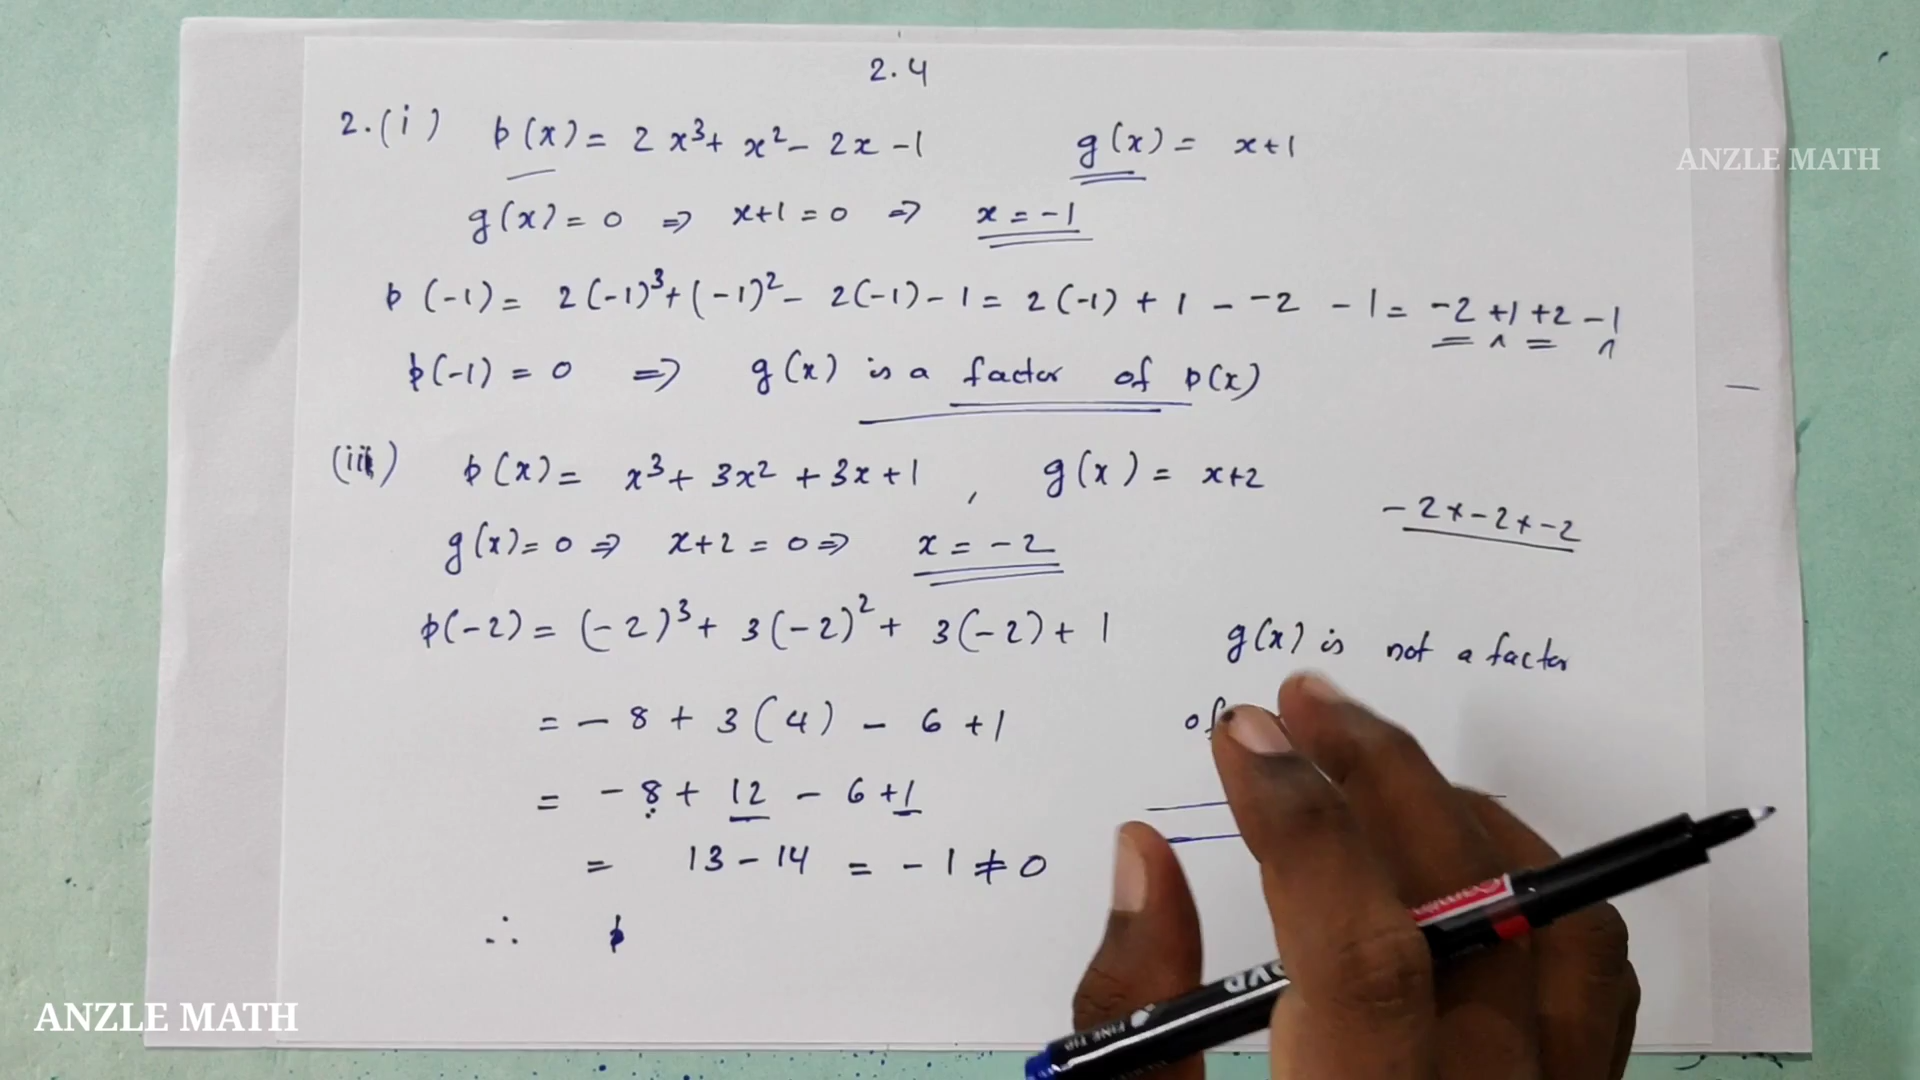 2.4
2.(i) p(x) = 2x³ + x² - 2x - 1 g(x) = x+1
ANZLE MATH
g(x) = 0 ⇒ x+1 = 0 ⇒ x = -1
p(-1) = 2(-1)³ + (-1)² - 2(-1) - 1 = 2(-1) + 1 - -2 - 1 = -2 +1 +2 -1
p(-1) = 0 ⇒ g(x) is a factor of p(x)
(ii) p(x) = x³ + 3x² + 3x + 1 , g(x) = x+2
-2 × -2 × -2
g(x) = 0 ⇒ x+2 = 0 ⇒ x = -2
p(-2) = (-2)³ + 3(-2)² + 3(-2) + 1
g(x) is not a factor
of
= - 8 + 3(4) - 6 + 1
= - 8 + 12 - 6 + 1
= 13 - 14 = - 1 ≠ 0
∴ p
ANZLE MATH